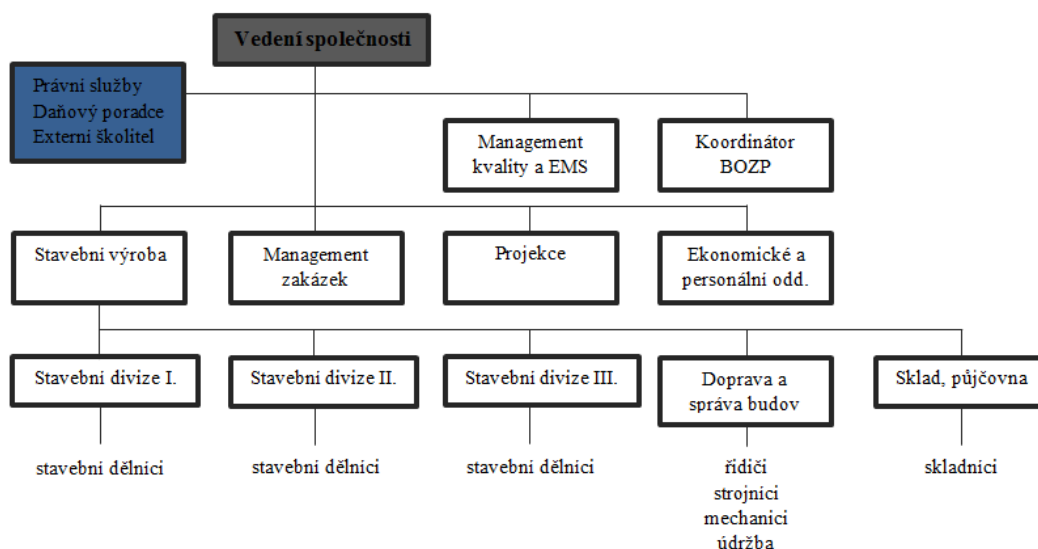 Vedení společnosti
Právní služby
Daňový poradce
Externí školitel
Management
kvality a EMS
Koordinátor
BOZP
Stavební výroba
Management
zakázek
Projekce
Ekonomické a
personální odd.
Stavební divize I.
Stavební divize II.
Stavební divize III.
Doprava a
správa budov
Sklad, půjčovna
stavební dělníci
stavební dělníci
stavební dělníci
řidiči
strojníci
mechanici
údržba
skladníci